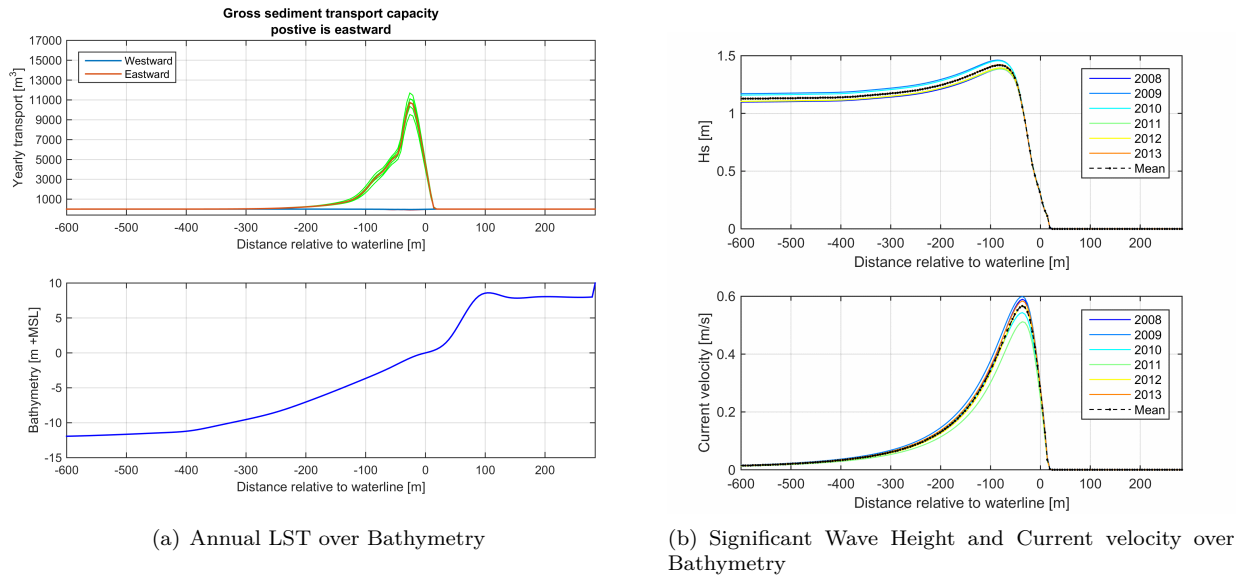 Gross sediment transport capacity
postive is eastward
Yearly transport [m³]
17000
15000
13000
11000
9000
7000
5000
3000
1000
Westward
Eastward
-600 -500 -400 -300 -200 -100 0 100 200
Distance relative to waterline [m]
Bathymetry [m +MSL]
10
5
0
-5
-10
-15
-600 -500 -400 -300 -200 -100 0 100 200
Distance relative to waterline [m]
(a) Annual LST over Bathymetry
Hs [m]
1.5
1
0.5
0
2008
2009
2010
2011
2012
2013
Mean
-600 -500 -400 -300 -200 -100 0 100 200
Distance relative to waterline [m]
Current velocity [m/s]
0.6
0.4
0.2
0
2008
2009
2010
2011
2012
2013
Mean
-600 -500 -400 -300 -200 -100 0 100 200
Distance relative to waterline [m]
(b) Significant Wave Height and Current velocity over
Bathymetry